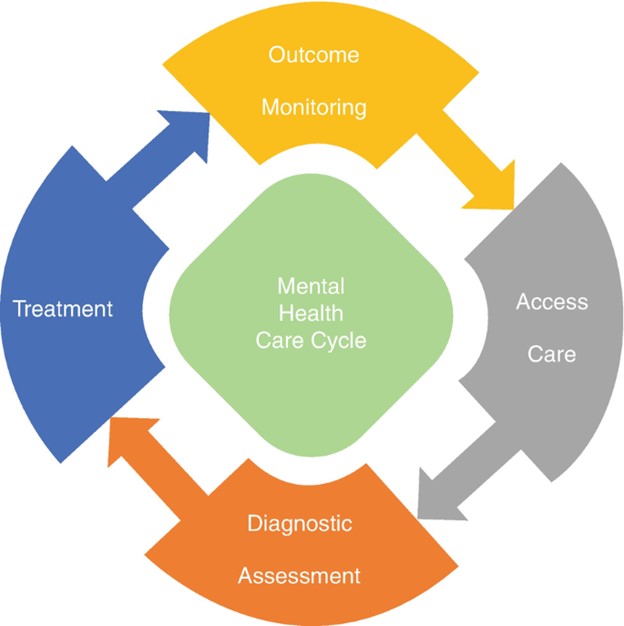 Outcome
Monitoring
Access
Care
Diagnostic
Assessment
Treatment
Mental
Health
Care Cycle